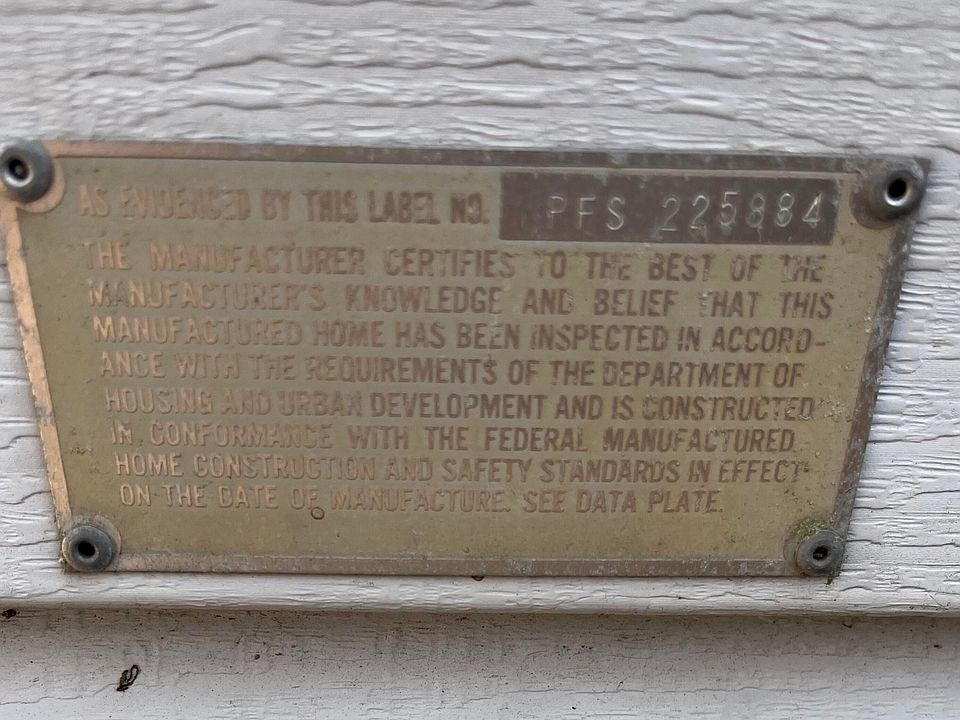 AS EVIDENCED BY THIS LABEL NO. PFS 225884
THE MANUFACTURER CERTIFIES TO THE BEST OF THE
MANUFACTURER'S KNOWLEDGE AND BELIEF THAT THIS
MANUFACTURED HOME HAS BEEN INSPECTED IN ACCORD-
ANCE WITH THE REQUIREMENTS OF THE DEPARTMENT OF
HOUSING AND URBAN DEVELOPMENT AND IS CONSTRUCTED
IN CONFORMANCE WITH THE FEDERAL MANUFACTURED
HOME CONSTRUCTION AND SAFETY STANDARDS IN EFFECT
ON THE DATE OF MANUFACTURE. SEE DATA PLATE.